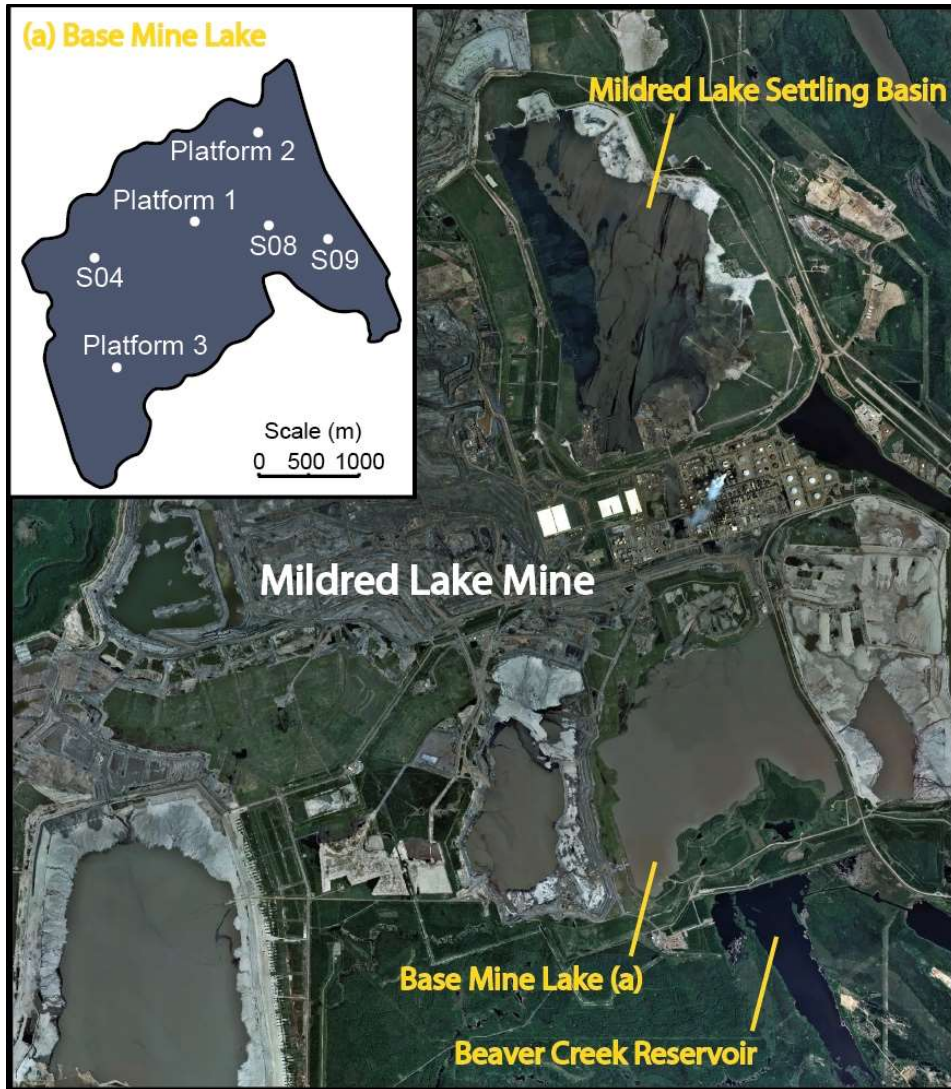 (a) Base Mine Lake
Platform 2
Platform 1
S08
S09
S04
Platform 3
Scale (m)
0 500 1000
Mildred Lake Settling Basin
Mildred Lake Mine
Base Mine Lake (a)
Beaver Creek Reservoir